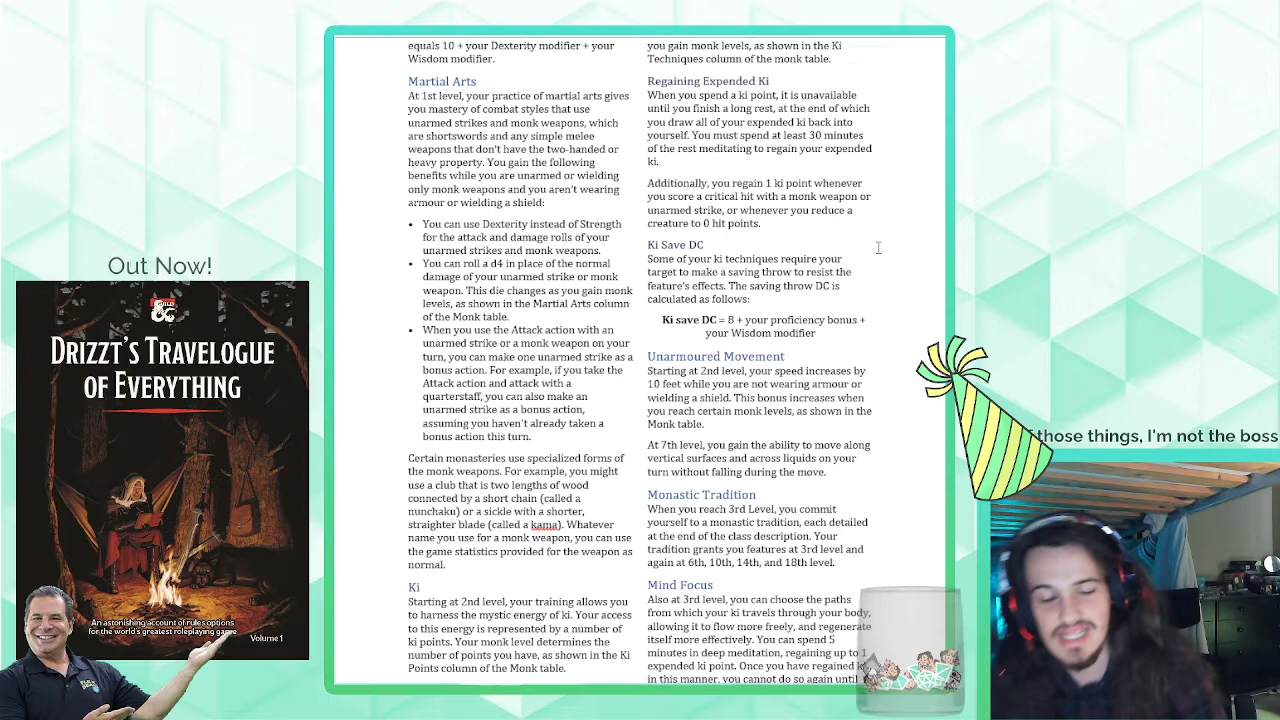 Out Now!
DRIZZT'S TRAVELOGUE
OF EVERYTHING
An astonishing account of rules options
for the world's greatest roleplaying game
Volume 1
equals 10 + your Dexterity modifier + your
Wisdom modifier.
Martial Arts
At 1st level, your practice of martial arts gives
you mastery of combat styles that use
unarmed strikes and monk weapons, which
are shortswords and any simple melee
weapons that don't have the two-handed or
heavy property. You gain the following
benefits while you are unarmed or wielding
only monk weapons and you aren't wearing
armour or wielding a shield:
• You can use Dexterity instead of Strength
for the attack and damage rolls of your
unarmed strikes and monk weapons.
• You can roll a d4 in place of the normal
damage of your unarmed strike or monk
weapon. This die changes as you gain monk
levels, as shown in the Martial Arts column
of the Monk table.
• When you use the Attack action with an
unarmed strike or a monk weapon on your
turn, you can make one unarmed strike as a
bonus action. For example, if you take the
Attack action and attack with a
quarterstaff, you can also make an
unarmed strike as a bonus action,
assuming you haven't already taken a
bonus action this turn.
Certain monasteries use specialized forms of
the monk weapons. For example, you might
use a club that is two lengths of wood
connected by a short chain (called a
nunchaku) or a sickle with a shorter,
straighter blade (called a kama). Whatever
name you use for a monk weapon, you can use
the game statistics provided for the weapon as
normal.
Ki
Starting at 2nd level, your training allows you
to harness the mystic energy of ki. Your access
to this energy is represented by a number of
ki points. Your monk level determines the
number of points you have, as shown in the Ki
Points column of the Monk table.
you gain monk levels, as shown in the Ki
Techniques column of the monk table.
Regaining Expended Ki
When you spend a ki point, it is unavailable
until you finish a long rest, at the end of which
you draw all of your expended ki back into
yourself. You must spend at least 30 minutes
of the rest meditating to regain your expended
ki.
Additionally, you regain 1 ki point whenever
you score a critical hit with a monk weapon or
unarmed strike, or whenever you reduce a
creature to 0 hit points.
Ki Save DC
Some of your ki techniques require your
target to make a saving throw to resist the
feature's effects. The saving throw DC is
calculated as follows:
Ki save DC = 8 + your proficiency bonus +
your Wisdom modifier
Unarmoured Movement
Starting at 2nd level, your speed increases by
10 feet while you are not wearing armour or
wielding a shield. This bonus increases when
you reach certain monk levels, as shown in the
Monk table.
At 7th level, you gain the ability to move along
vertical surfaces and across liquids on your
turn without falling during the move.
Monastic Tradition
When you reach 3rd Level, you commit
yourself to a monastic tradition, each detailed
at the end of the class description. Your
tradition grants you features at 3rd level and
again at 6th, 10th, 14th, and 18th level.
Mind Focus
Also at 3rd level, you can choose the paths
from which your ki travels through your body,
allowing it to flow more freely, and regenerate
itself more effectively. You can spend 5
minutes in deep meditation, regaining up to 1
expended ki point. Once you have regained
in this manner, you cannot do so again until
those things, I'm not the boss